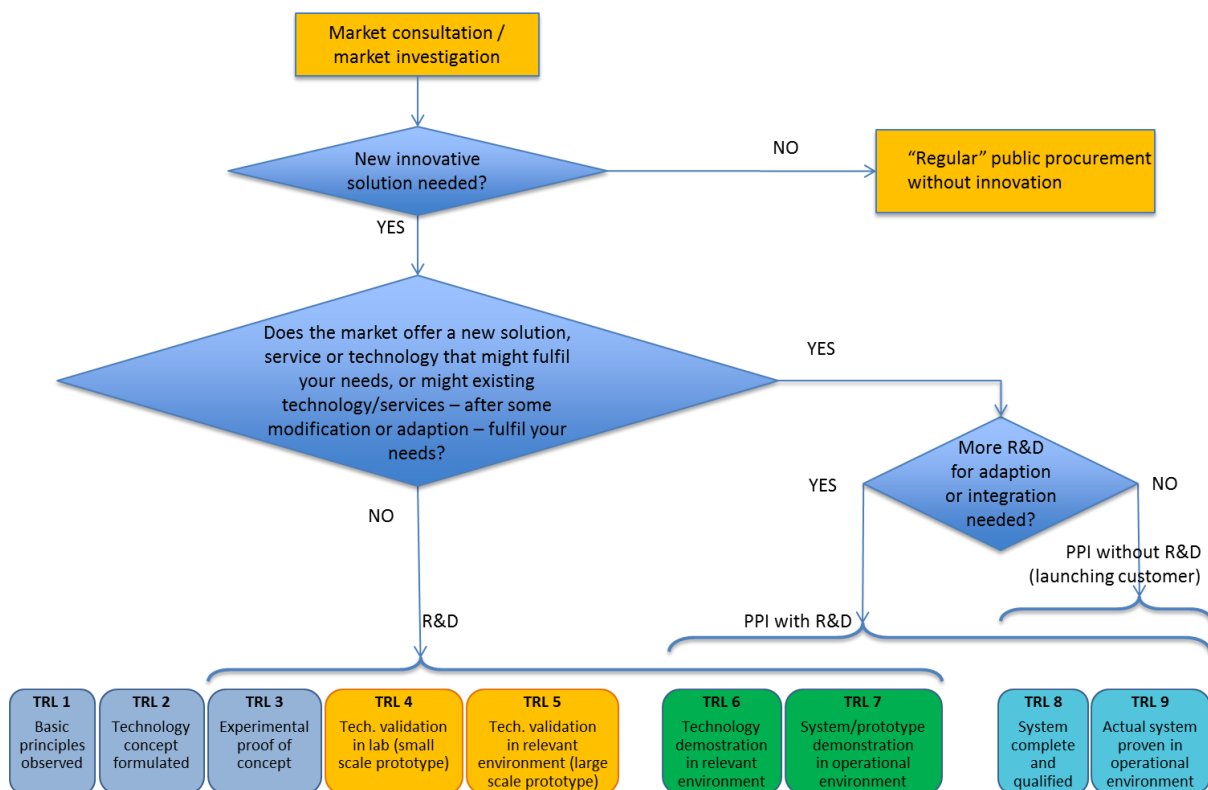 Market consultation /
market investigation
New innovative
solution needed?
NO
“Regular” public procurement
without innovation
YES
Does the market offer a new solution,
service or technology that might fulfil
your needs, or might existing
technology/services – after some
modification or adaption – fulfil your
needs?
YES
More R&D
for adaption
or integration
needed?
YES
NO
NO
PPI without R&D
(launching customer)
R&D
PPI with R&D
TRL 1
Basic
principles
observed
TRL 2
Technology
concept
formulated
TRL 3
Experimental
proof of
concept
TRL 4
Tech. validation
in lab (small
scale prototype)
TRL 5
Tech. validation
in relevant
environment (large
scale prototype)
TRL 6
Technology
demostration
in relevant
environment
TRL 7
System/prototype
demonstration
in operational
environment
TRL 8
System
complete
and
qualified
TRL 9
Actual system
proven in
operational
environment